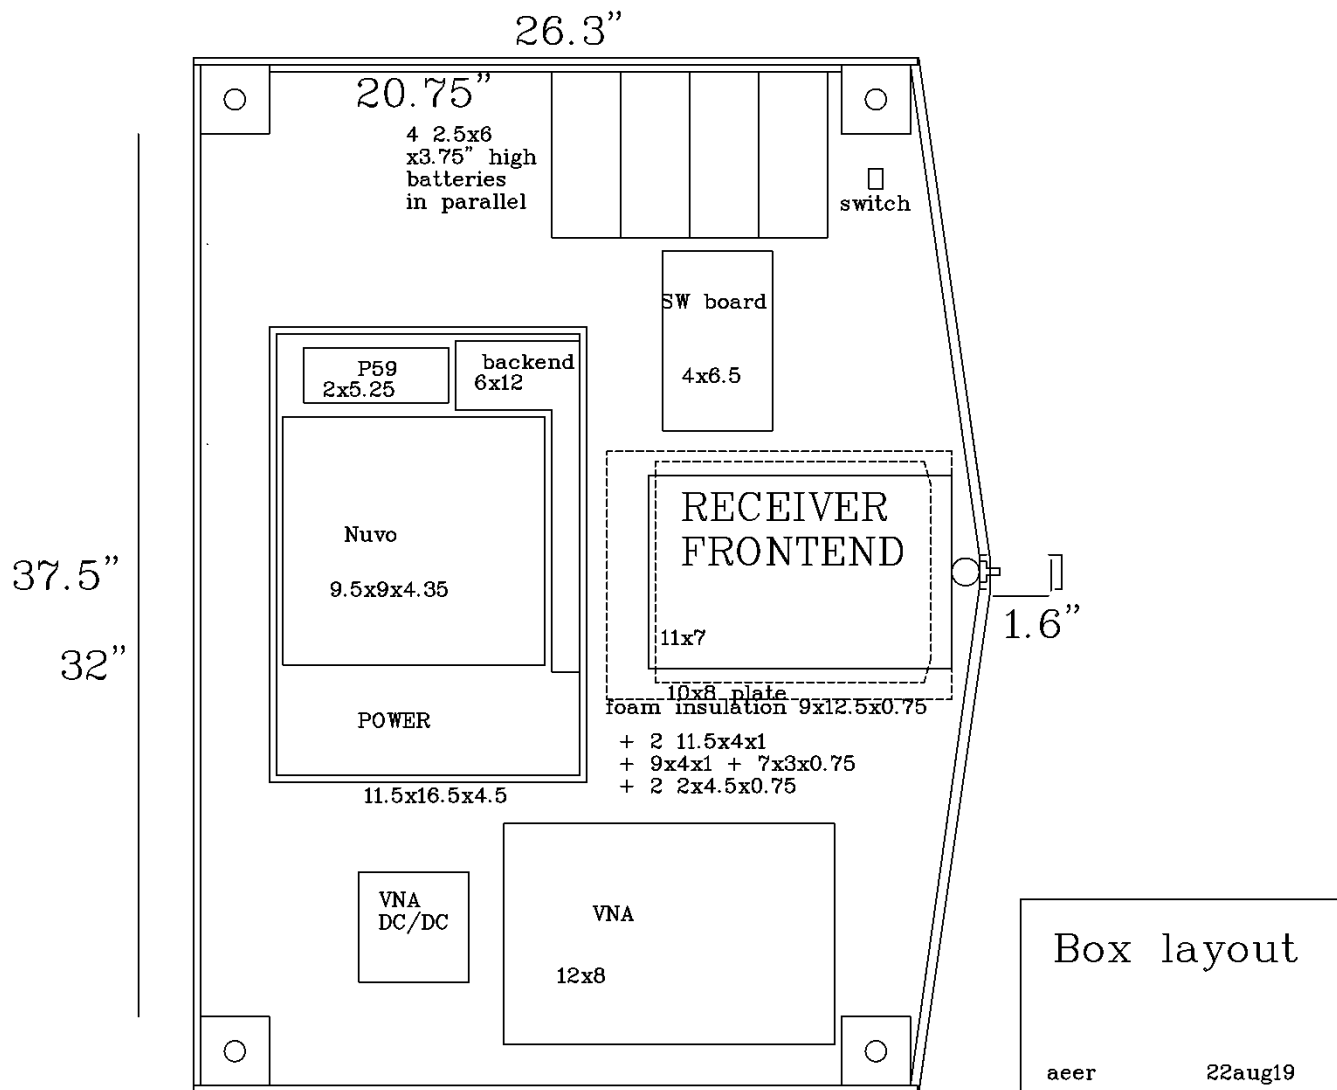 26.3"
20.75"
4 2.5x6
x3.75" high
batteries
in parallel
switch
SW board
4x6.5
P59
2x5.25
backend
6x12
Nuvo
9.5x9x4.35
POWER
11.5x16.5x4.5
RECEIVER
FRONTEND
11x7
10x8 plate
foam insulation 9x12.5x0.75
+ 2 11.5x4x1
+ 9x4x1 + 7x3x0.75
+ 2 2x4.5x0.75
37.5"
32"
1.6"
VNA
DC/DC
VNA
12x8
Box layout
aeer 22aug19